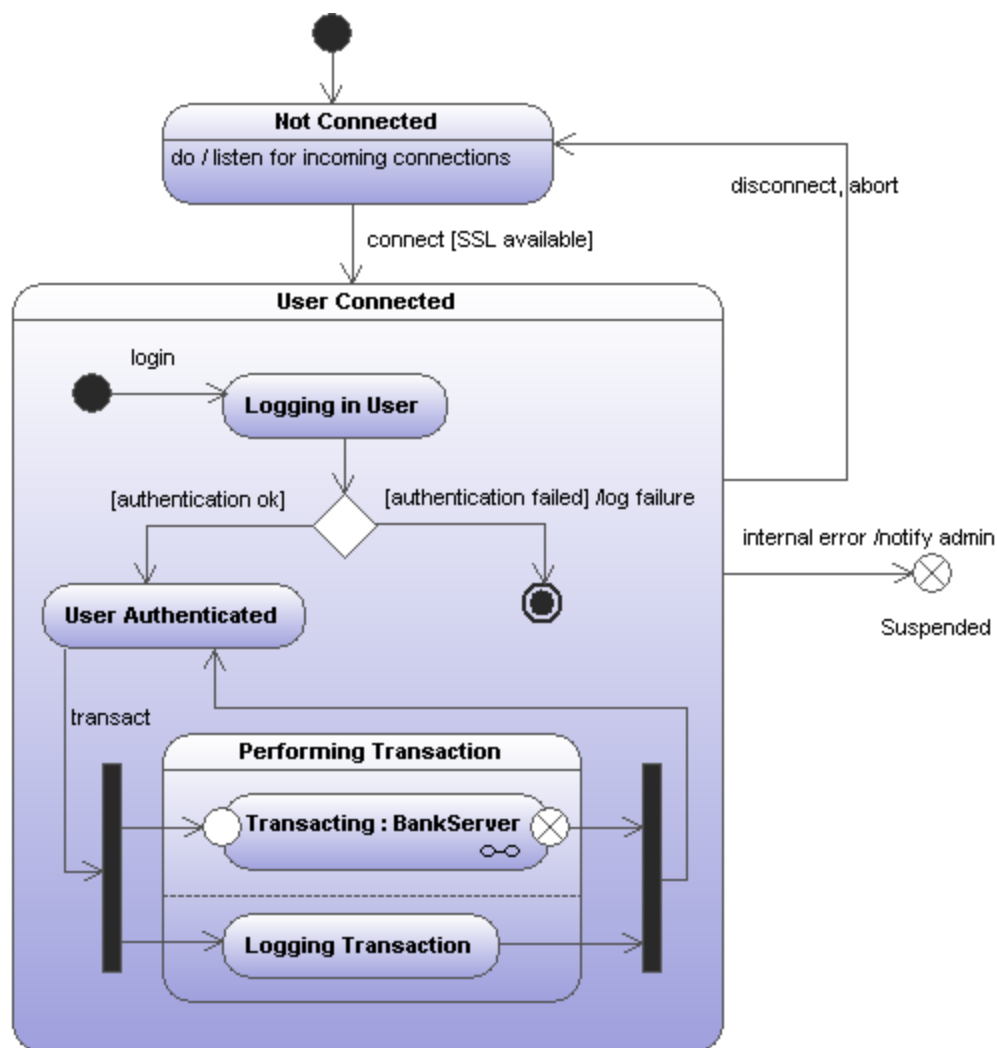 Not Connected
do / listen for incoming connections
disconnect, abort
connect [SSL available]
User Connected
login
Logging in User
[authentication ok]
[authentication failed] /log failure
internal error /notify admin
User Authenticated
Suspended
transact
Performing Transaction
Transacting : BankServer
Logging Transaction